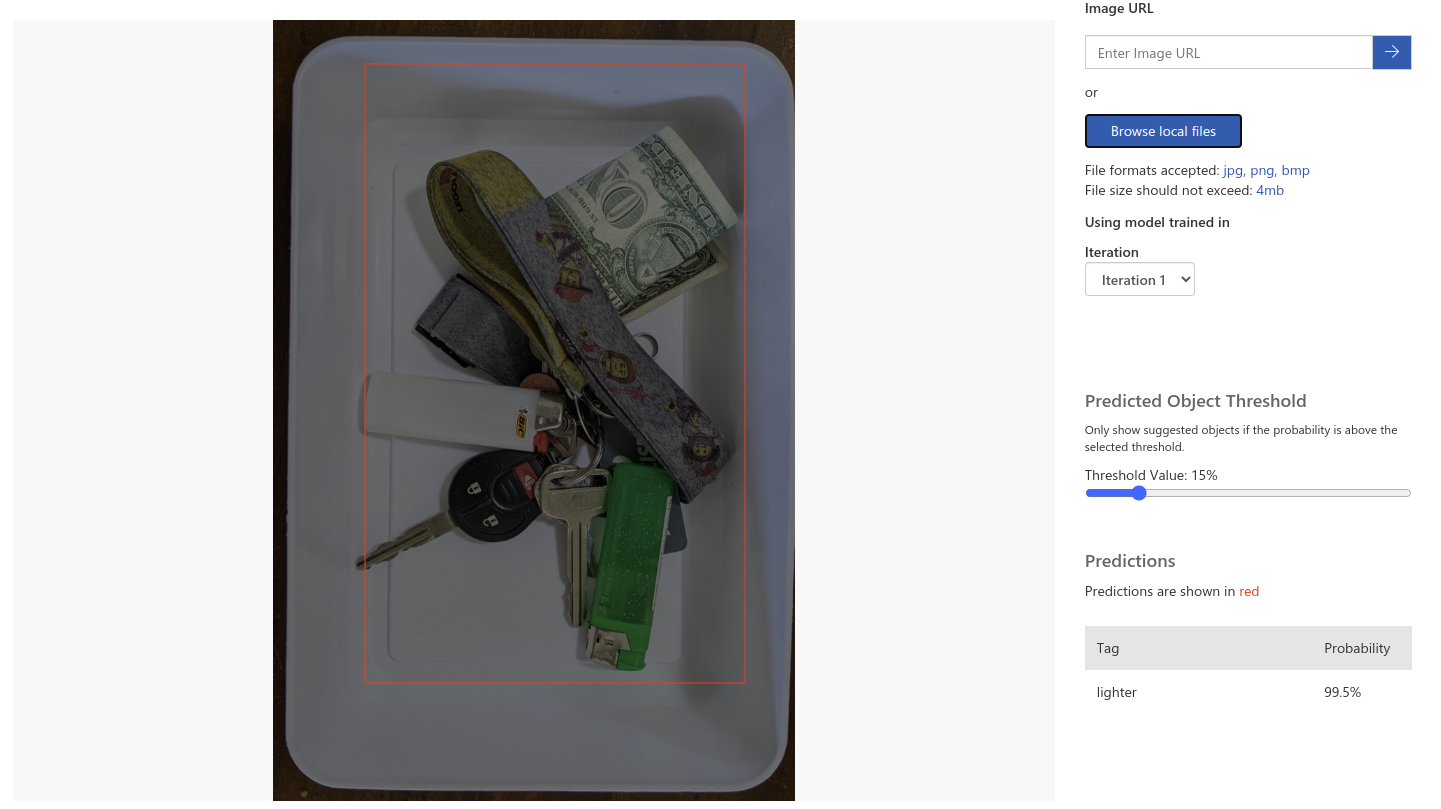 Image URL
Enter Image URL
or
Browse local files
File formats accepted: jpg, png, bmp
File size should not exceed: 4mb
Using model trained in
Iteration
Iteration 1
Predicted Object Threshold
Only show suggested objects if the probability is above the
selected threshold.
Threshold Value: 15%
Predictions
Predictions are shown in red
Tag
Probability
lighter
99.5%
BIC
IN GOD